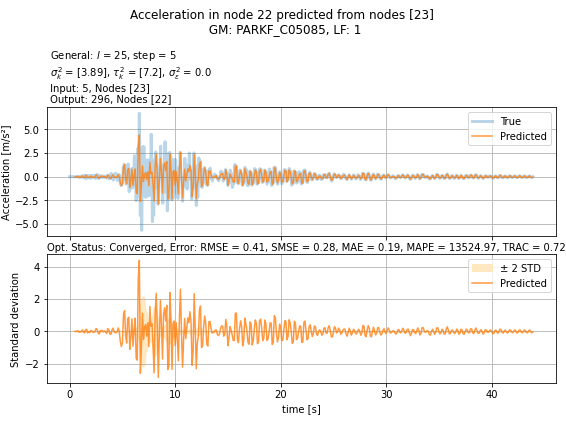 Acceleration in node 22 predicted from nodes [23]
GM: PARKF_C05085, LF: 1
General: l = 25, step = 5
σ²ₖ = [3.89], τ²ₖ = [7.2], σ²ε = 0.0
Input: 5, Nodes [23]
Output: 296, Nodes [22]
Acceleration [m/s²]
5.0
2.5
0.0
−2.5
−5.0
True
Predicted
Opt. Status: Converged, Error: RMSE = 0.41, SMSE = 0.28, MAE = 0.19, MAPE = 13524.97, TRAC = 0.72
Standard deviation
4
2
0
−2
± 2 STD
Predicted
0
10
20
30
40
time [s]